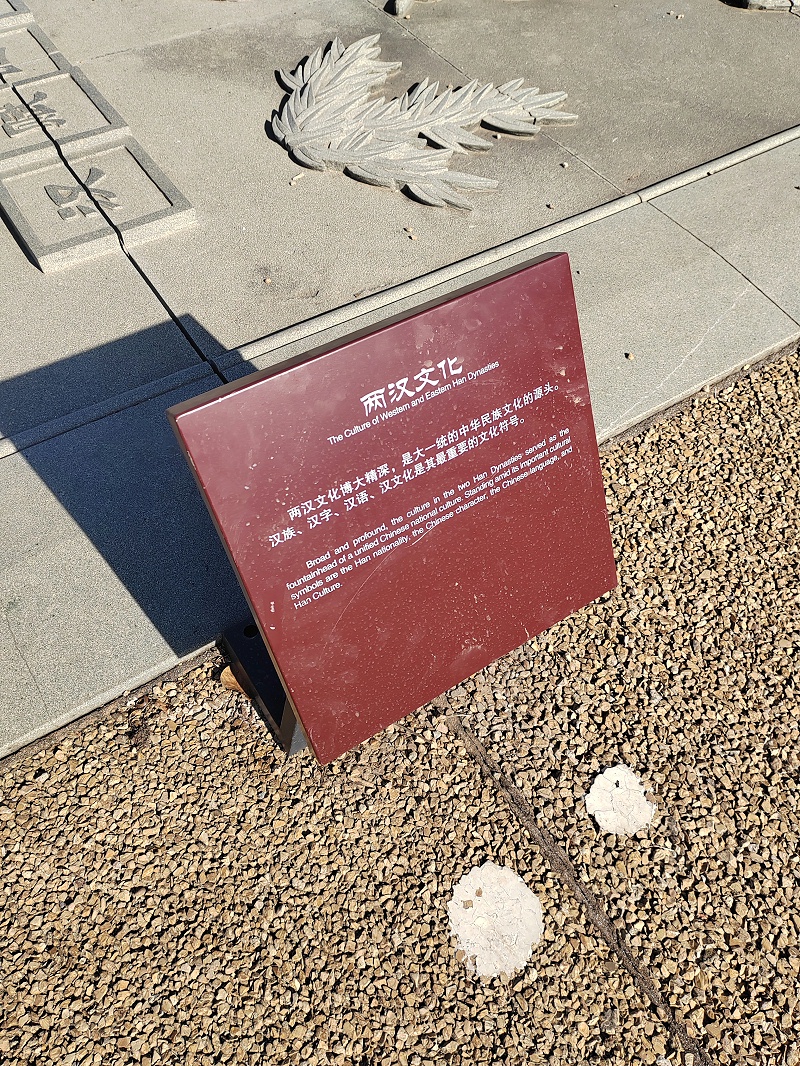 两汉文化
The Culture of Western and Eastern Han Dynasties
两汉文化博大精深，是大一统的中华民族文化的源头。
汉族、汉字、汉语、汉文化是其最重要的文化符号。
Broad and profound, the culture in the two Han Dynasties served as the
fountainhead of a unified Chinese national culture. Standing amid its important cultural
symbols are the Han nationality, the Chinese character, the Chinese language, and
Han Culture.
汉